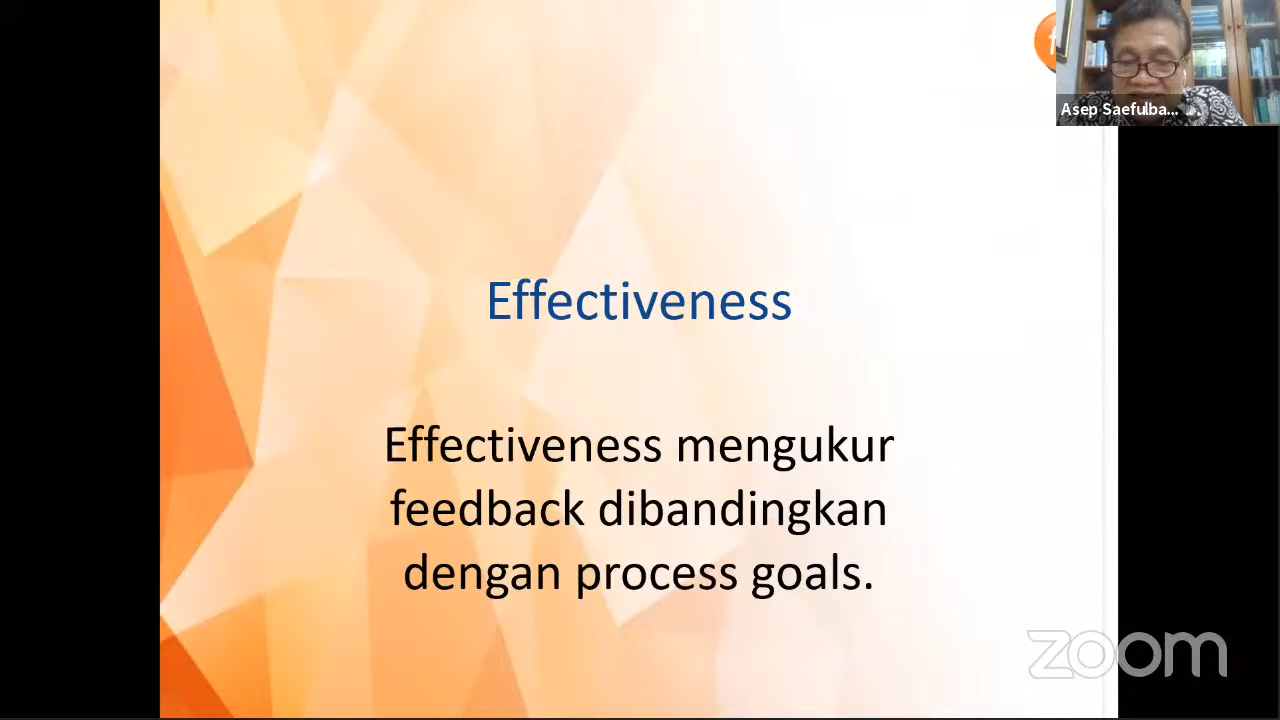 Asep Saefulba...
Effectiveness
Effectiveness mengukur
feedback dibandingkan
dengan process goals.
zoom